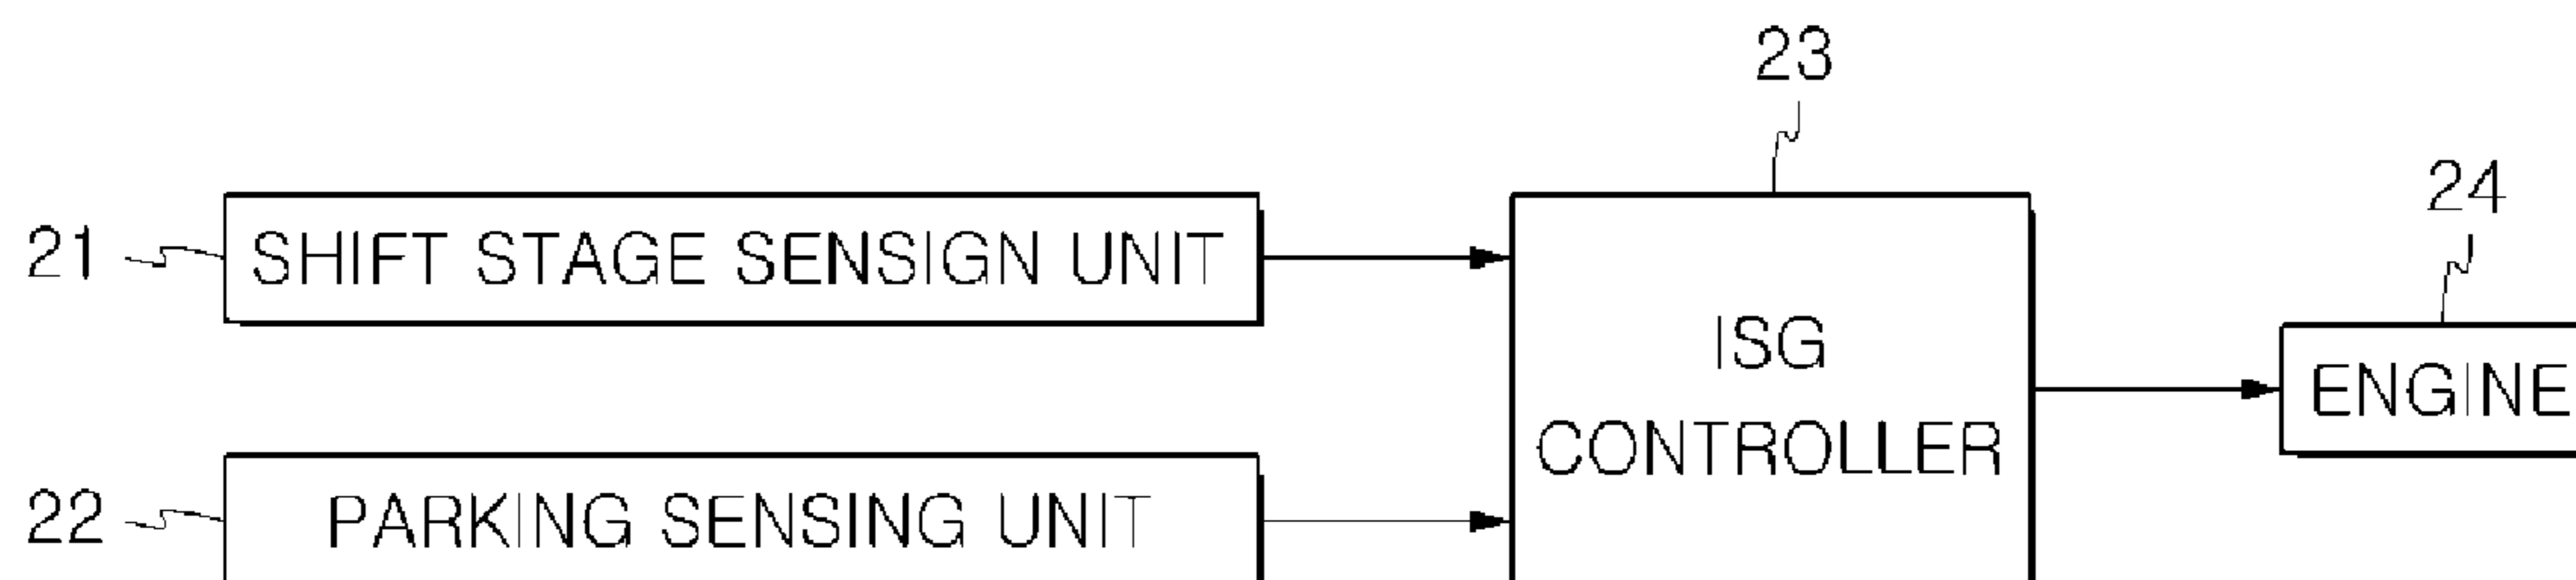 23
24
21
SHIFT STAGE SENSIGN UNIT
ISG
CONTROLLER
ENGINE
22
PARKING SENSING UNIT